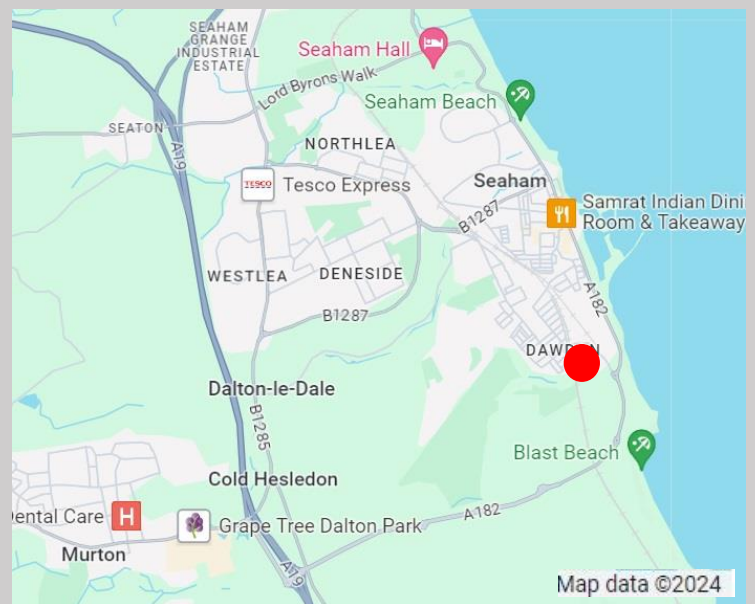 SEAHAM
GRANGE
INDUSTRIAL
ESTATE
Seaham Hall
Lord Byrons Walk
Seaham Beach
SEATON
A19
NORTHLEA
TESCO
Tesco Express
Seaham
B1287
Samrat Indian Dini
Room & Takeaway
WESTLEA
DENESIDE
A182
B1287
Dalton-le-Dale
B1285
Blast Beach
Cold Hesledon
ental Care
H
Grape Tree Dalton Park
A182
Murton
A19
Map data ©2024